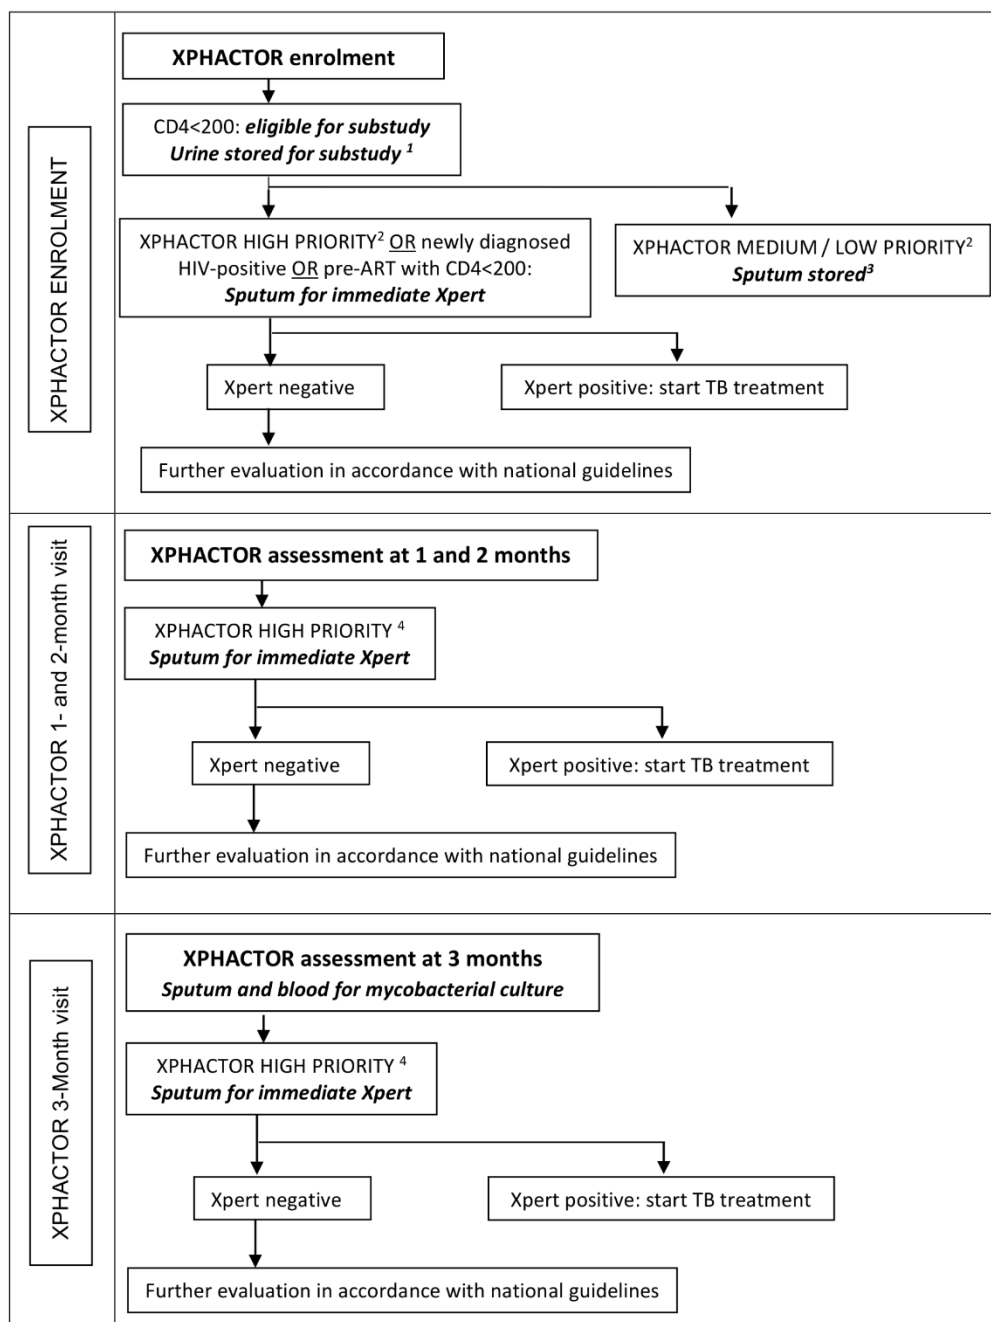 XPHACTOR ENROLMENT
XPHACTOR enrolment
CD4<200: eligible for substudy
Urine stored for substudy ¹
XPHACTOR HIGH PRIORITY² OR newly diagnosed
HIV-positive OR pre-ART with CD4<200:
Sputum for immediate Xpert
XPHACTOR MEDIUM / LOW PRIORITY²
Sputum stored³
Xpert negative
Xpert positive: start TB treatment
Further evaluation in accordance with national guidelines
XPHACTOR 1- and 2-month visit
XPHACTOR assessment at 1 and 2 months
XPHACTOR HIGH PRIORITY ⁴
Sputum for immediate Xpert
Xpert negative
Xpert positive: start TB treatment
Further evaluation in accordance with national guidelines
XPHACTOR 3-Month visit
XPHACTOR assessment at 3 months
Sputum and blood for mycobacterial culture
XPHACTOR HIGH PRIORITY ⁴
Sputum for immediate Xpert
Xpert negative
Xpert positive: start TB treatment
Further evaluation in accordance with national guidelines